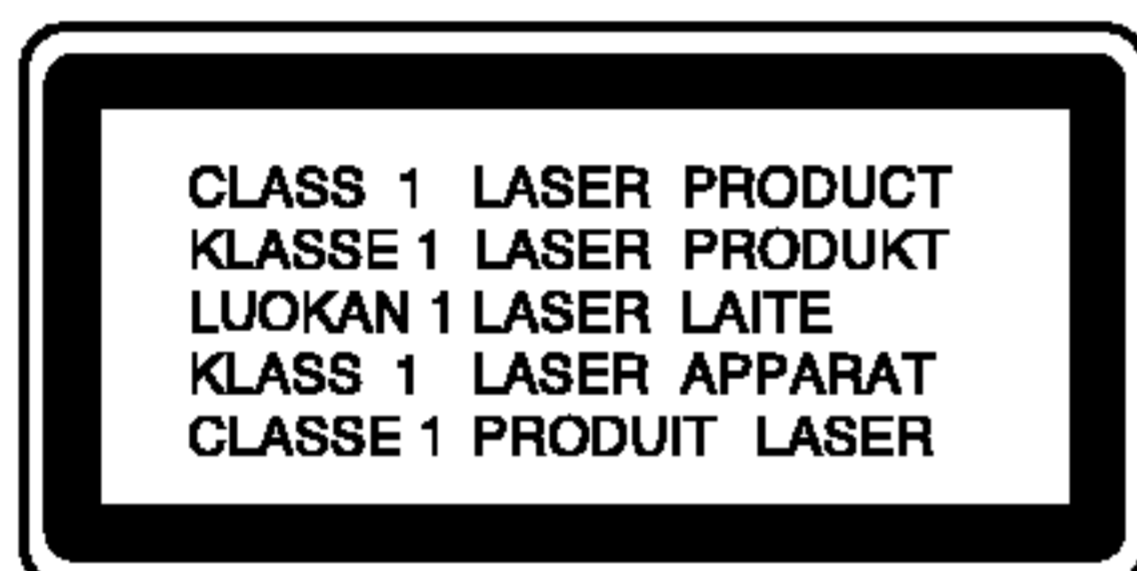 CLASS 1 LASER PRODUCT
KLASSE 1 LASER PRODUKT
LUOKAN 1 LASER LAITE
KLASS 1 LASER APPARAT
CLASSE 1 PRODUIT LASER